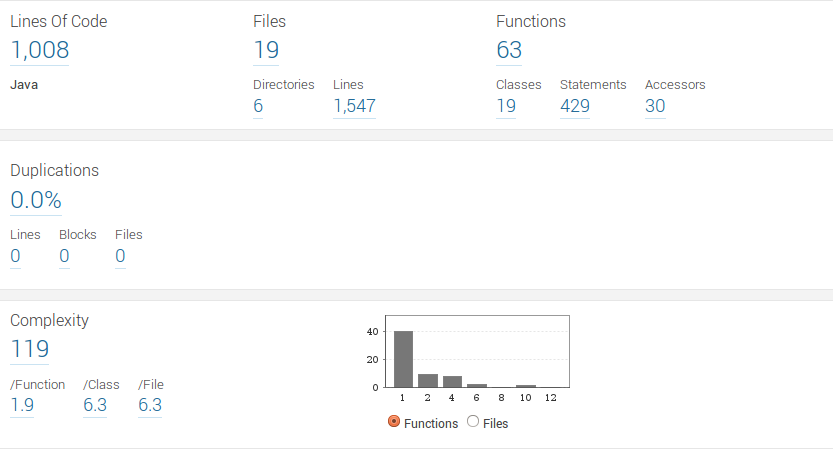 Lines Of Code Files Functions
1,008 19 63
Java Directories Lines Classes Statements Accessors
6 1,547 19 429 30
Duplications
0.0%
Lines Blocks Files
0 0 0
Complexity
119
/Function /Class /File
1.9 6.3 6.3
40
20
0
1 2 4 6 8 10 12
Functions Files